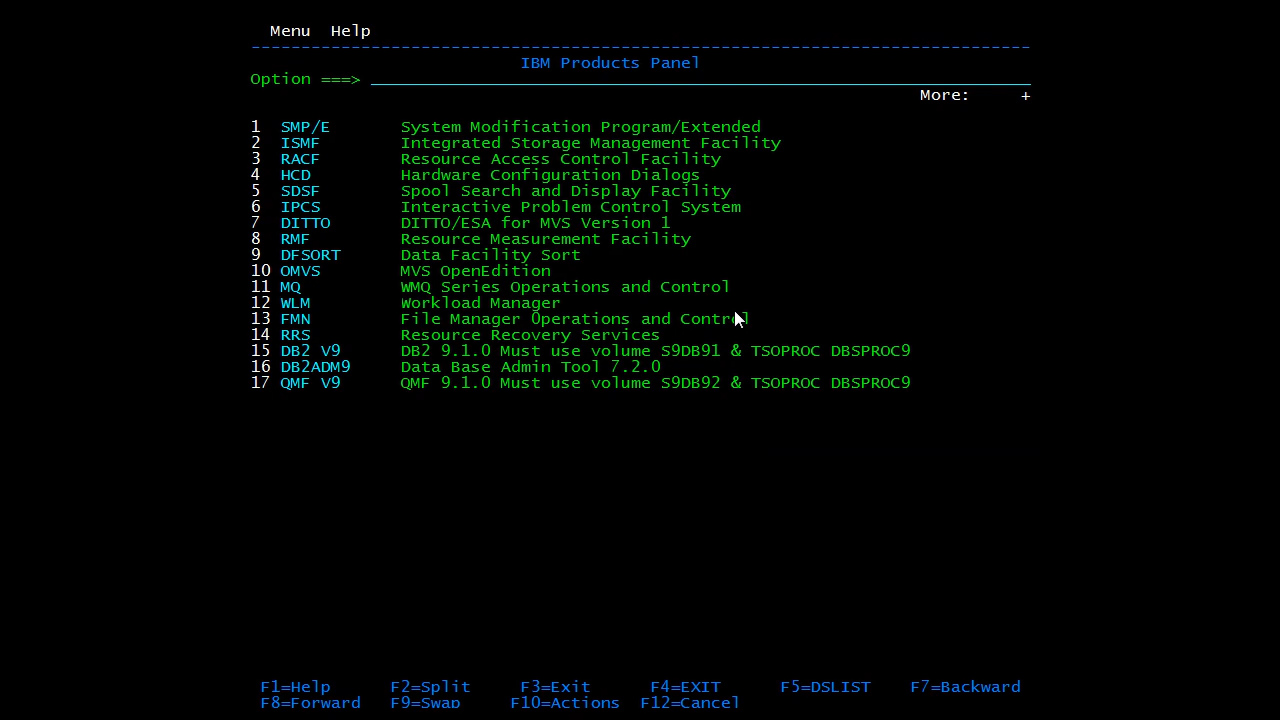 Menu Help
IBM Products Panel
Option ===>
More: +
1 SMP/E System Modification Program/Extended
2 ISMF Integrated Storage Management Facility
3 RACF Resource Access Control Facility
4 HCD Hardware Configuration Dialogs
5 SDSF Spool Search and Display Facility
6 IPCS Interactive Problem Control System
7 DITTO DITTO/ESA for MVS Version 1
8 RMF Resource Measurement Facility
9 DFSORT Data Facility Sort
10 OMVS MVS OpenEdition
11 MQ WMQ Series Operations and Control
12 WLM Workload Manager
13 FMN File Manager Operations and Control
14 RRS Resource Recovery Services
15 DB2 V9 DB2 9.1.0 Must use volume S9DB91 & TSOPROC DBSPROC9
16 DB2ADM9 Data Base Admin Tool 7.2.0
17 QMF V9 QMF 9.1.0 Must use volume S9DB92 & TSOPROC DBSPROC9
F1=Help F2=Split F3=Exit F4=EXIT F5=DSLIST F7=Backward
F8=Forward F9=Swap F10=Actions F12=Cancel